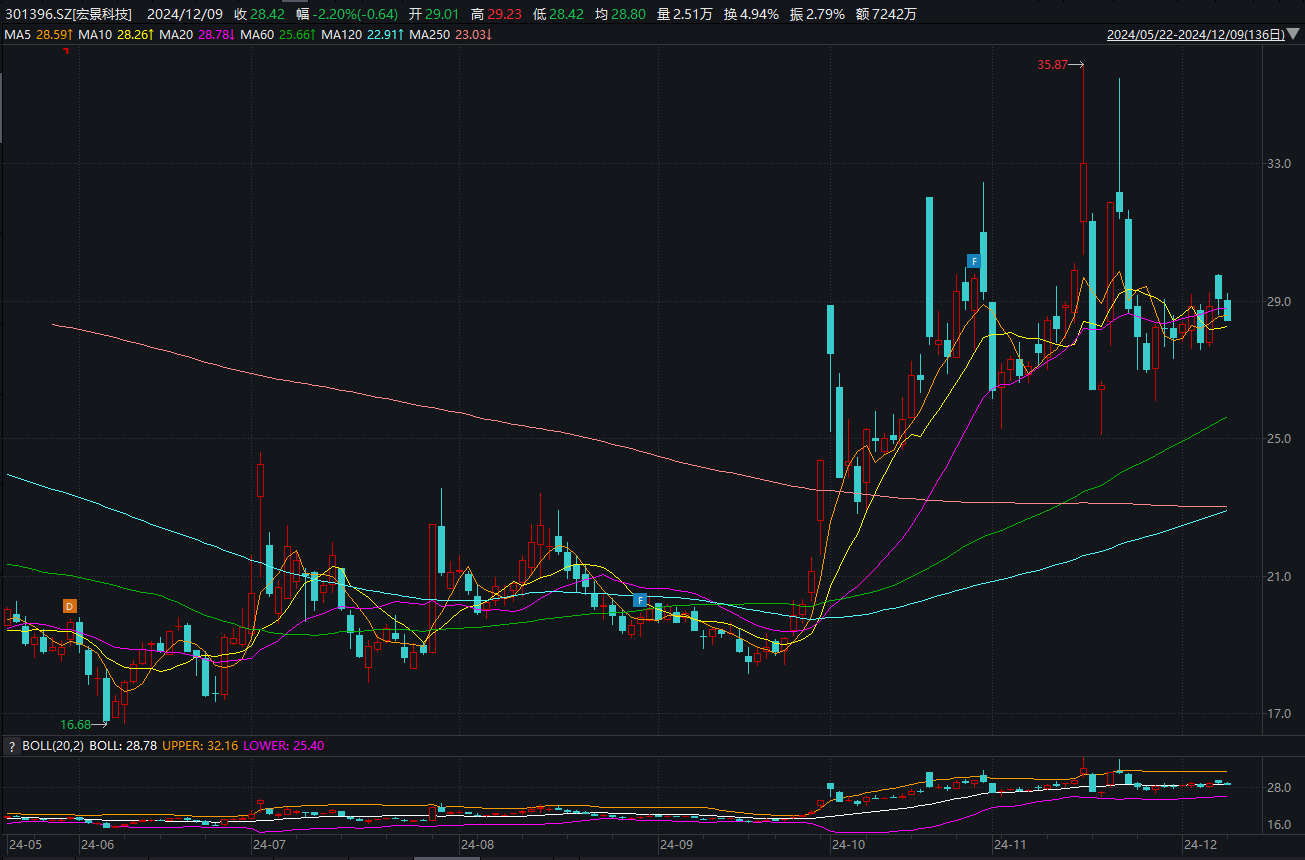 301396.SZ[宏景科技] 2024/12/09 收 28.42 幅 -2.20%(-0.64) 开 29.01 高 29.23 低 28.42 均 28.80 量 2.51万 换 4.94% 振 2.79% 额 7242万
MA5 28.59↑ MA10 28.26↑ MA20 28.78↓ MA60 25.66↑ MA120 22.91↑ MA250 23.03↓
2024/05/22-2024/12/09(136日)
35.87
33.0
F
29.0
25.0
21.0
D
F
17.0
16.68
? BOLL(20,2) BOLL: 28.78 UPPER: 32.16 LOWER: 25.40
28.0
16.0
24-05 24-06 24-07 24-08 24-09 24-10 24-11 24-12